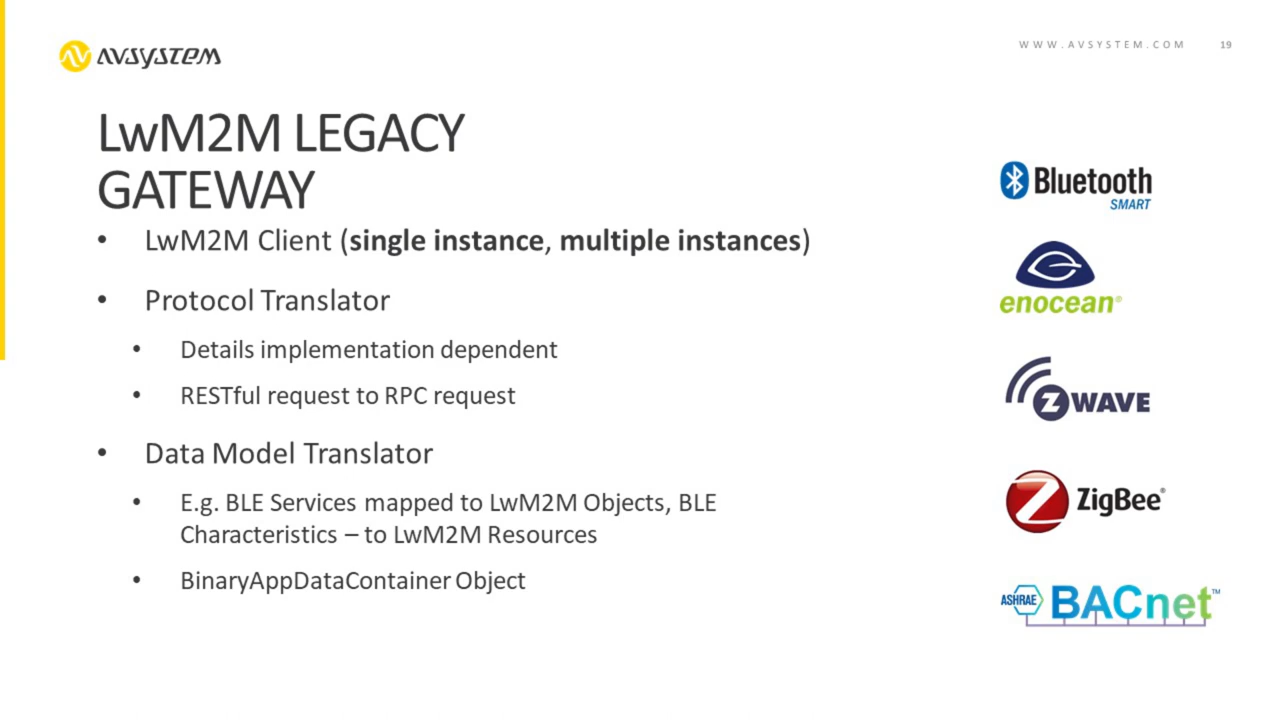 AVSYSTEM
WWW.AVSYSTEM.COM 19
LwM2M LEGACY
GATEWAY
• LwM2M Client (single instance, multiple instances)
• Protocol Translator
• Details implementation dependent
• RESTful request to RPC request
• Data Model Translator
• E.g. BLE Services mapped to LwM2M Objects, BLE
Characteristics – to LwM2M Resources
• BinaryAppDataContainer Object
Bluetooth
SMART
enocean®
Z WAVE
ZigBee®
ASHRAE BACnet™